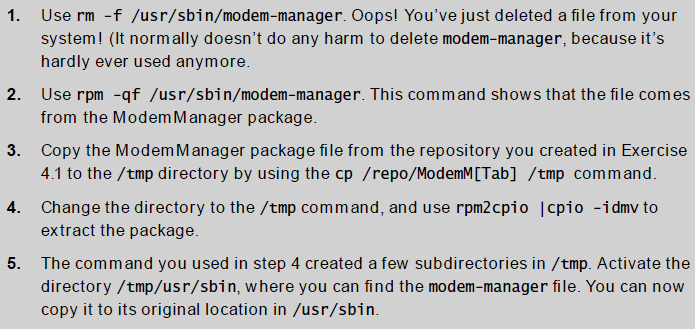 1. Use rm -f /usr/sbin/modem-manager. Oops! You’ve just deleted a file from your
system! (It normally doesn’t do any harm to delete modem-manager, because it’s
hardly ever used anymore.
2. Use rpm -qf /usr/sbin/modem-manager. This command shows that the file comes
from the ModemManager package.
3. Copy the ModemManager package file from the repository you created in Exercise
4.1 to the /tmp directory by using the cp /repo/ModemM[Tab] /tmp command.
4. Change the directory to the /tmp command, and use rpm2cpio |cpio -idmv to
extract the package.
5. The command you used in step 4 created a few subdirectories in /tmp. Activate the
directory /tmp/usr/sbin, where you can find the modem-manager file. You can now
copy it to its original location in /usr/sbin.